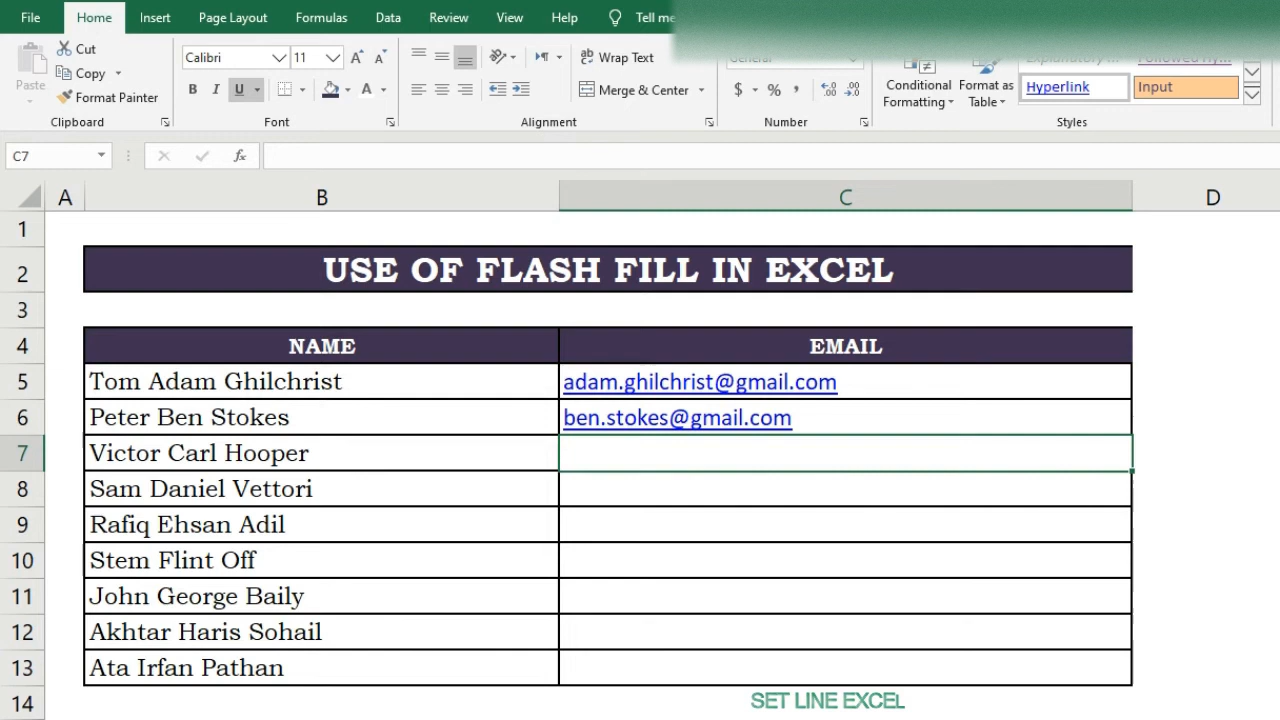 File Home Insert Page Layout Formulas Data Review View Help Tell me
Paste Cut Copy Format Painter
Clipboard
Calibri 11 A A
B I U A
Font
ab Wrap Text
Merge & Center
Alignment
General
$ % ,
Number
Conditional Formatting Format as Table
Hyperlink Input
Styles
C7 fx
A B C D
1
2 USE OF FLASH FILL IN EXCEL
3
4 NAME EMAIL
5 Tom Adam Ghilchrist adam.ghilchrist@gmail.com
6 Peter Ben Stokes ben.stokes@gmail.com
7 Victor Carl Hooper
8 Sam Daniel Vettori
9 Rafiq Ehsan Adil
10 Stem Flint Off
11 John George Baily
12 Akhtar Haris Sohail
13 Ata Irfan Pathan
14 SET LINE EXCEL